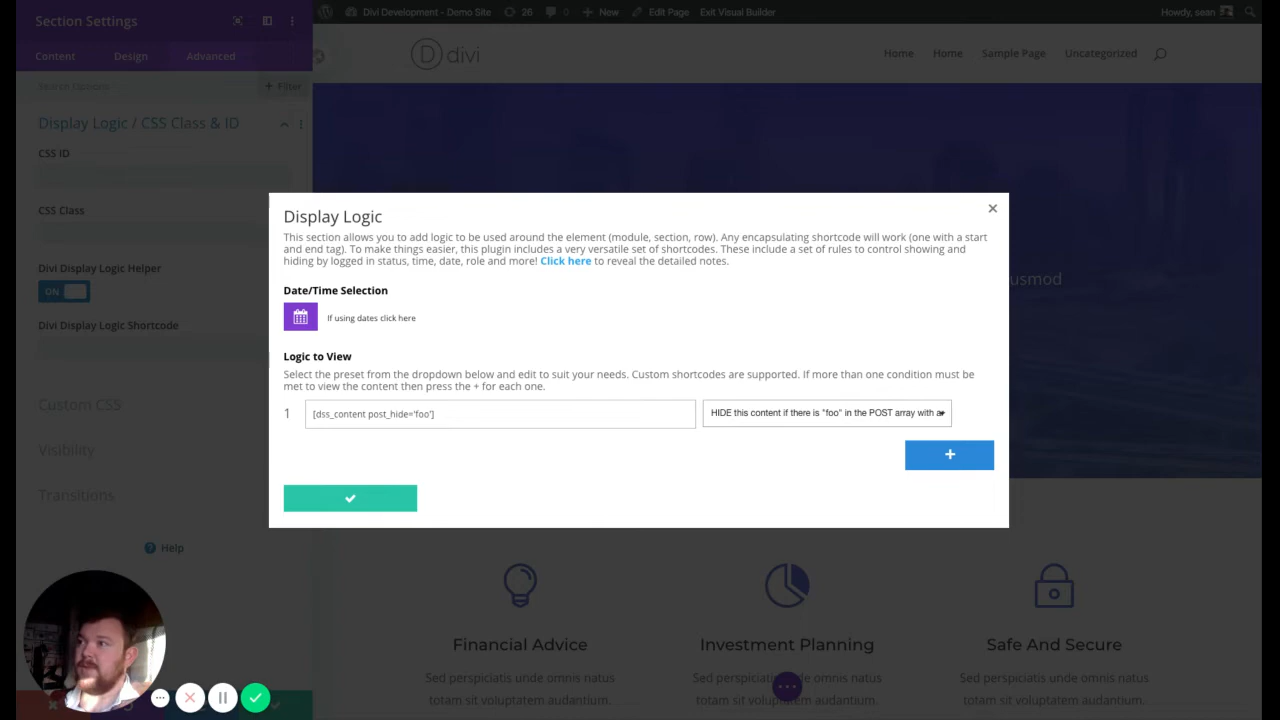 Section Settings
Divi Development - Demo Site
26
0
New
Edit Page
Exit Visual Builder
Howdy, sean
Content
Design
Advanced
D divi
Home
Home
Sample Page
Uncategorized
Search Options
+ Filter
Display Logic / CSS Class & ID
CSS ID
CSS Class
Divi Display Logic Helper
ON
Divi Display Logic Shortcode
Custom CSS
Visibility
Transitions
? Help
Display Logic
This section allows you to add logic to be used around the element (module, section, row). Any encapsulating shortcode will work (one with a start
and end tag). To make things easier, this plugin includes a very versatile set of shortcodes. These include a set of rules to control showing and
hiding by logged in status, time, date, role and more! Click here to reveal the detailed notes.
usmod
Date/Time Selection
If using dates click here
Logic to View
Select the preset from the dropdown below and edit to suit your needs. Custom shortcodes are supported. If more than one condition must be
met to view the content then press the + for each one.
1
[dss_content post_hide='foo']
HIDE this content if there is "foo" in the POST array with a
+
Financial Advice
Investment Planning
Safe And Secure
Sed perspiciatis unde omnis natus
Sed perspiciatis unde omnis natus
Sed perspiciatis unde omnis natus
totam sit voluptatem audantium.
totam sit voluptatem audantium.
totam sit voluptatem audantium.